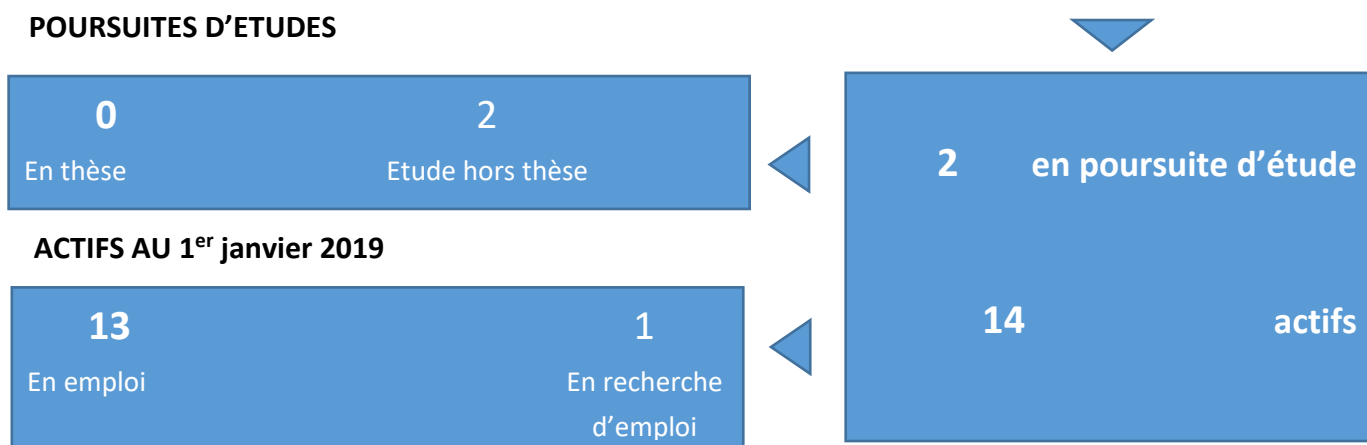 POURSUITES D'ETUDES
0 2
En thèse Etude hors thèse
2 en poursuite d'étude
ACTIFS AU 1er janvier 2019
13 1
En emploi En recherche
d'emploi
14 actifs